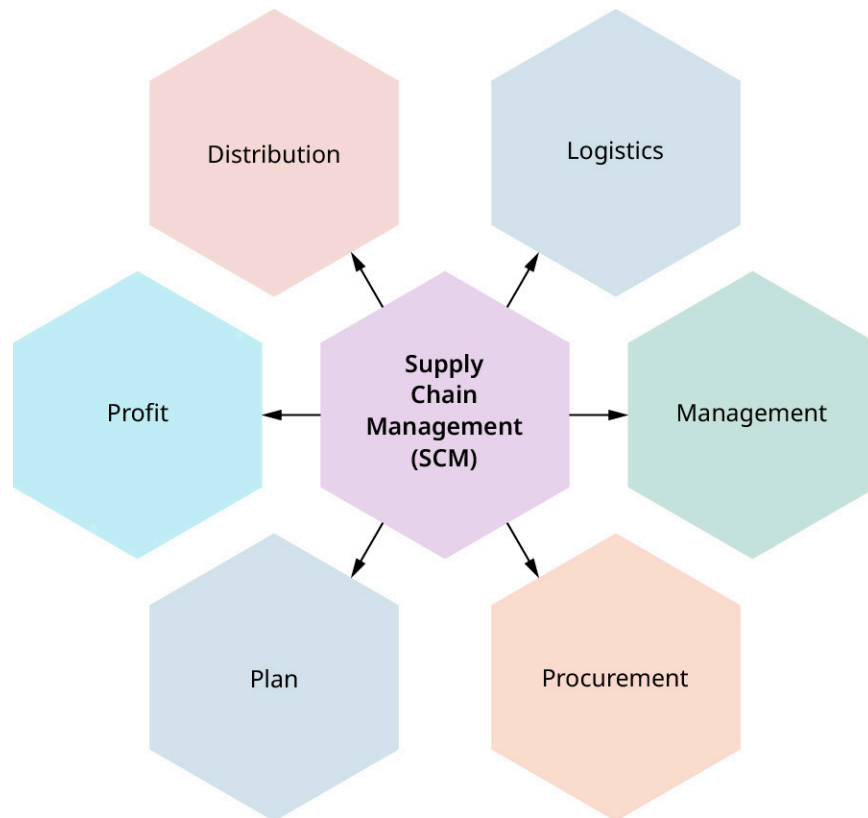 Distribution
Logistics
Profit
Supply
Chain
Management
(SCM)
Management
Plan
Procurement